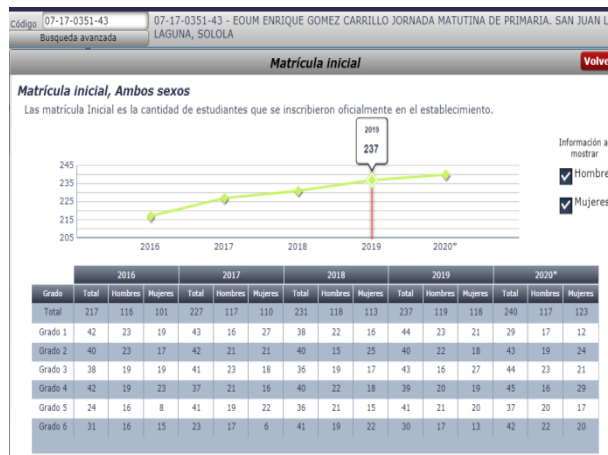 Código 07-17-0351-43
Busqueda avanzada
07-17-0351-43 - EOUM ENRIQUE GOMEZ CARRILLO JORNADA MATUTINA DE PRIMARIA. SAN JUAN L
LAGUNA, SOLOLA
Matrícula inicial
Volve
Matrícula inicial, Ambos sexos
Las matrícula Inicial es la cantidad de estudiantes que se inscribieron oficialmente en el establecimiento.
2019
237
Información a
mostrar
Hombre
Mujeres
245
235
225
215
205
2016 2017 2018 2019 2020*
2016 2017 2018 2019 2020*
Grado Total Hombres Mujeres Total Hombres Mujeres Total Hombres Mujeres Total Hombres Mujeres Total Hombres Mujeres
Total 217 116 101 227 117 110 231 118 113 237 119 118 240 117 123
Grado 1 42 23 19 43 16 27 38 22 16 44 23 21 29 17 12
Grado 2 40 23 17 42 21 21 40 15 25 40 22 18 43 19 24
Grado 3 38 19 19 41 23 18 36 19 17 43 16 27 44 23 21
Grado 4 42 19 23 37 21 16 40 22 18 39 20 19 45 16 29
Grado 5 24 16 8 41 19 22 36 21 15 41 21 20 37 20 17
Grado 6 31 16 15 23 17 6 41 19 22 30 17 13 42 22 20